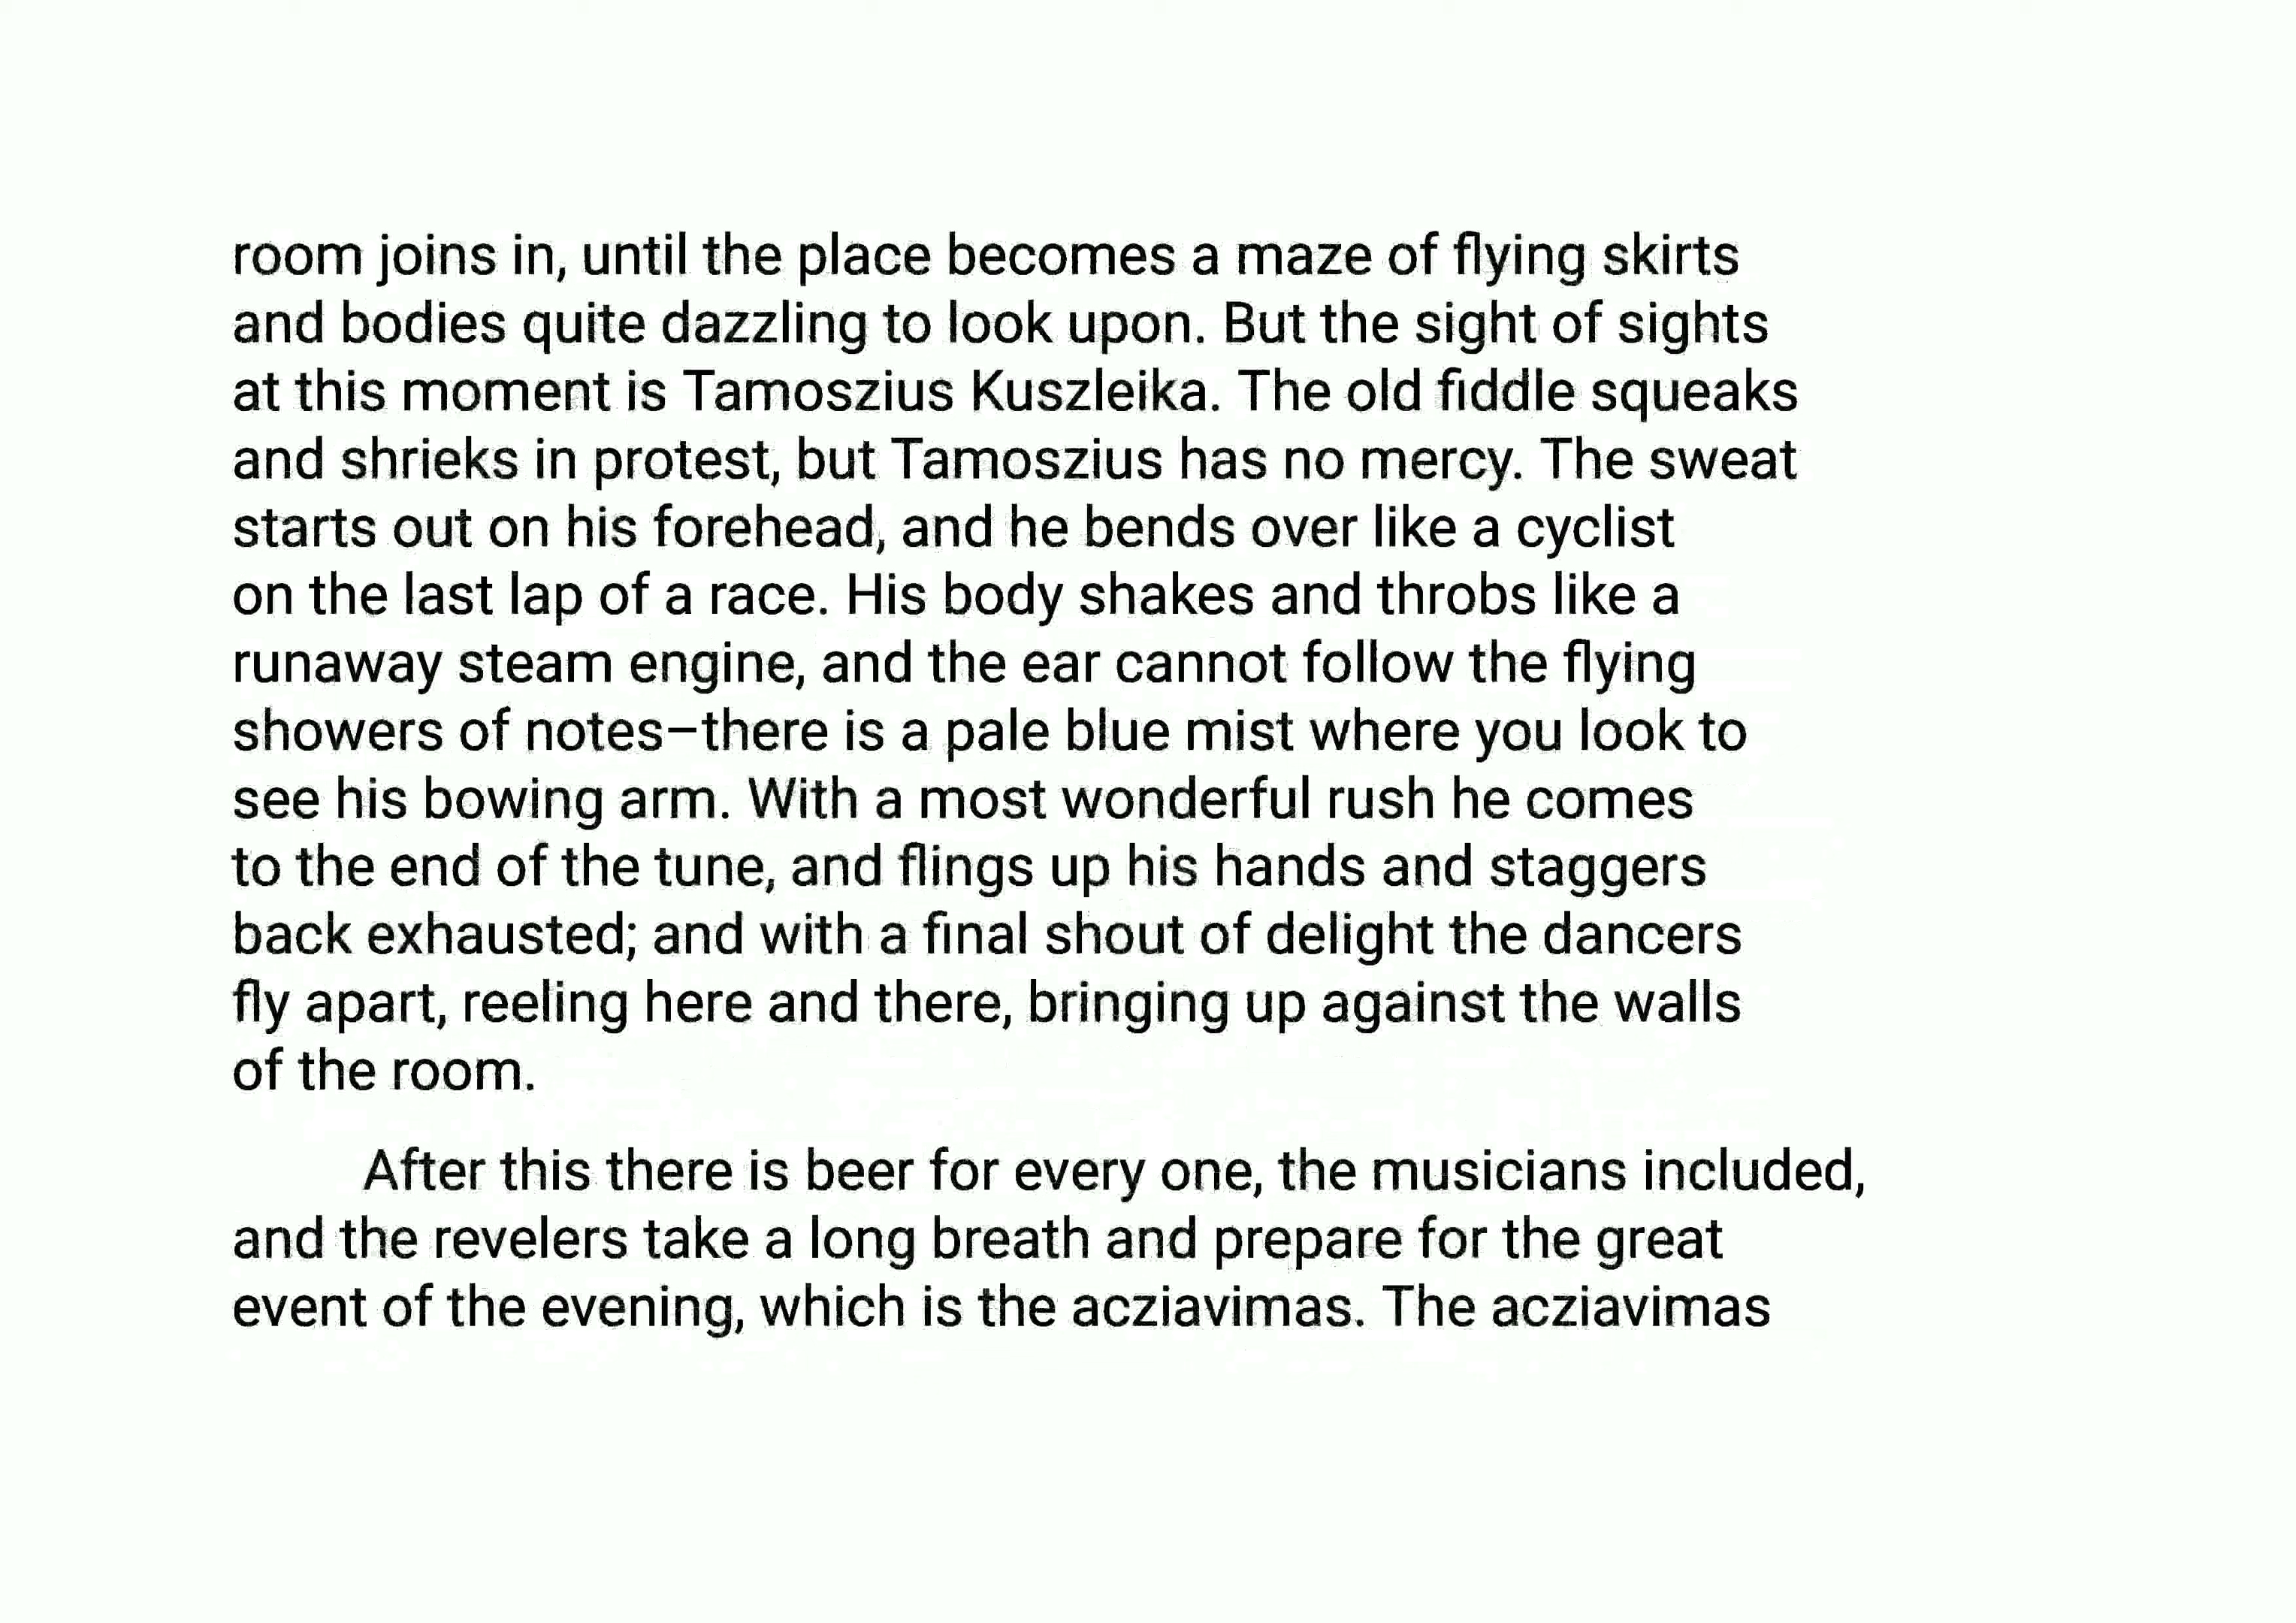 room joins in, until the place becomes a maze of flying skirts
and bodies quite dazzling to look upon. But the sight of sights
at this moment is Tamoszius Kuszleika. The old fiddle squeaks
and shrieks in protest, but Tamoszius has no mercy. The sweat
starts out on his forehead, and he bends over like a cyclist
on the last lap of a race. His body shakes and throbs like a
runaway steam engine, and the ear cannot follow the flying
showers of notes–there is a pale blue mist where you look to
see his bowing arm. With a most wonderful rush he comes
to the end of the tune, and flings up his hands and staggers
back exhausted; and with a final shout of delight the dancers
fly apart, reeling here and there, bringing up against the walls
of the room.
After this there is beer for every one, the musicians included,
and the revelers take a long breath and prepare for the great
event of the evening, which is the acziavimas. The acziavimas